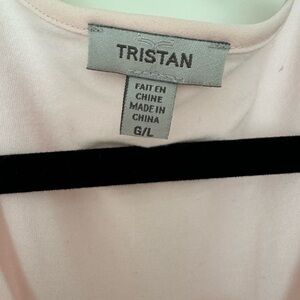 TRISTAN
FAIT EN
CHINE
MADE IN
CHINA
G/L